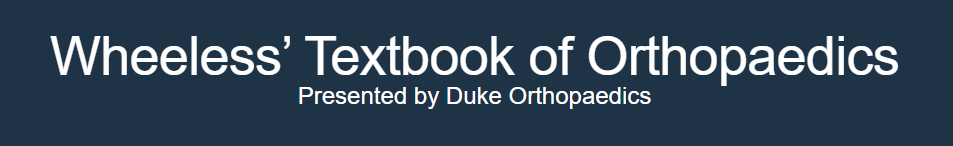 Wheeless’ Textbook of Orthopaedics
Presented by Duke Orthopaedics